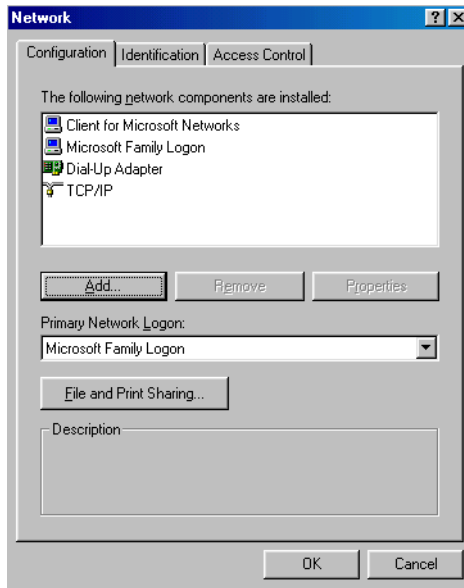 Network
Configuration Identification Access Control
The following network components are installed:
Client for Microsoft Networks
Microsoft Family Logon
Dial-Up Adapter
TCP/IP
Add... Remove Properties
Primary Network Logon:
Microsoft Family Logon
File and Print Sharing...
Description
OK Cancel